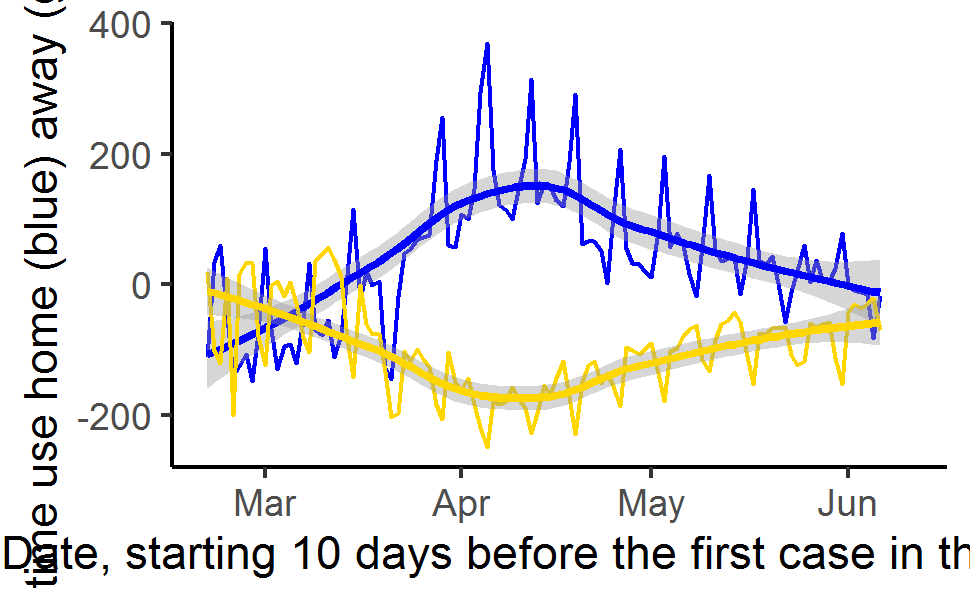 400
200
0
-200
time use home (blue) away (
Mar Apr May Jun
Date, starting 10 days before the first case in th